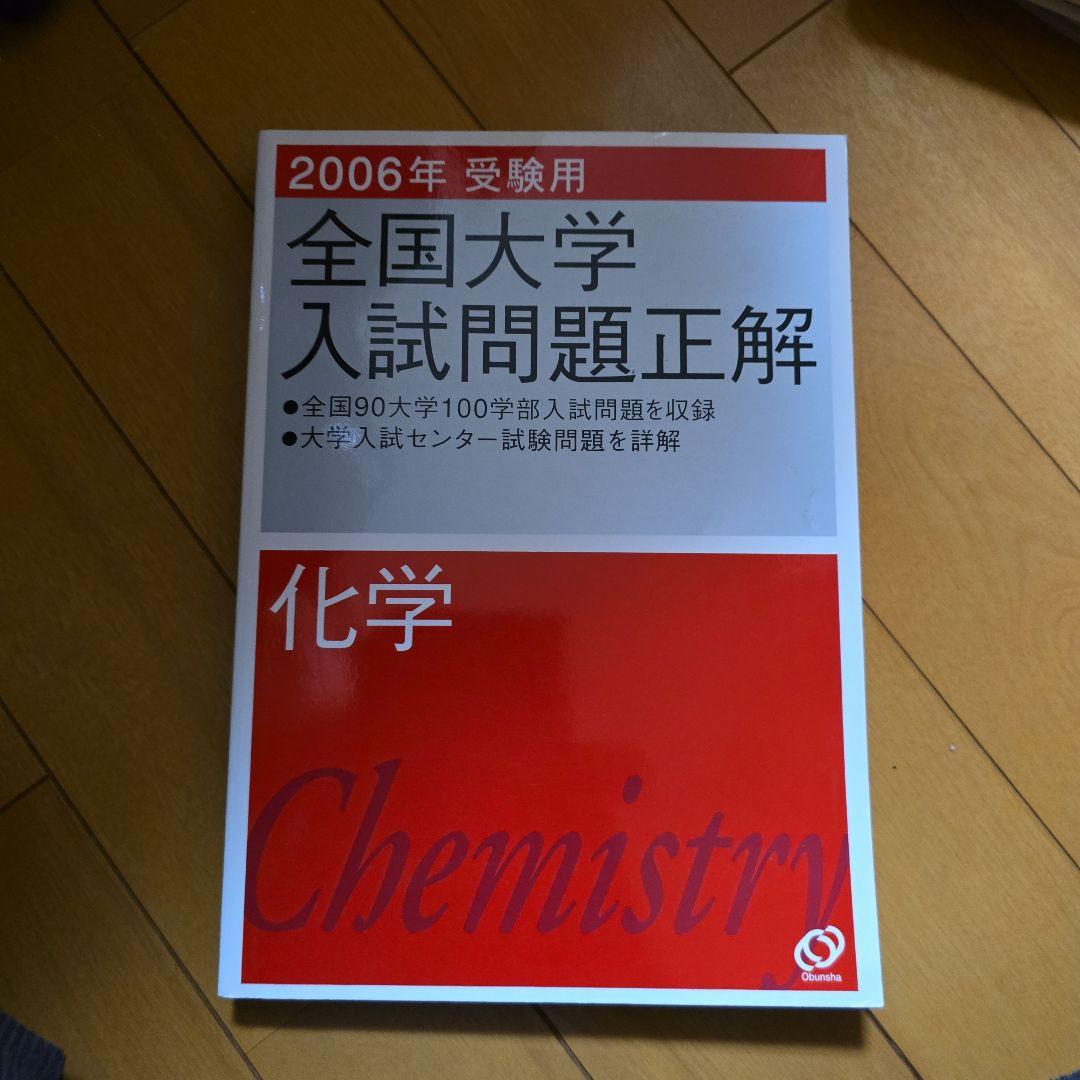 2006年 受験用
全国大学
入試問題正解
●全国90大学100学部入試問題を収録
●大学入試センター試験問題を詳解
化学
Chemistry
Obunsha